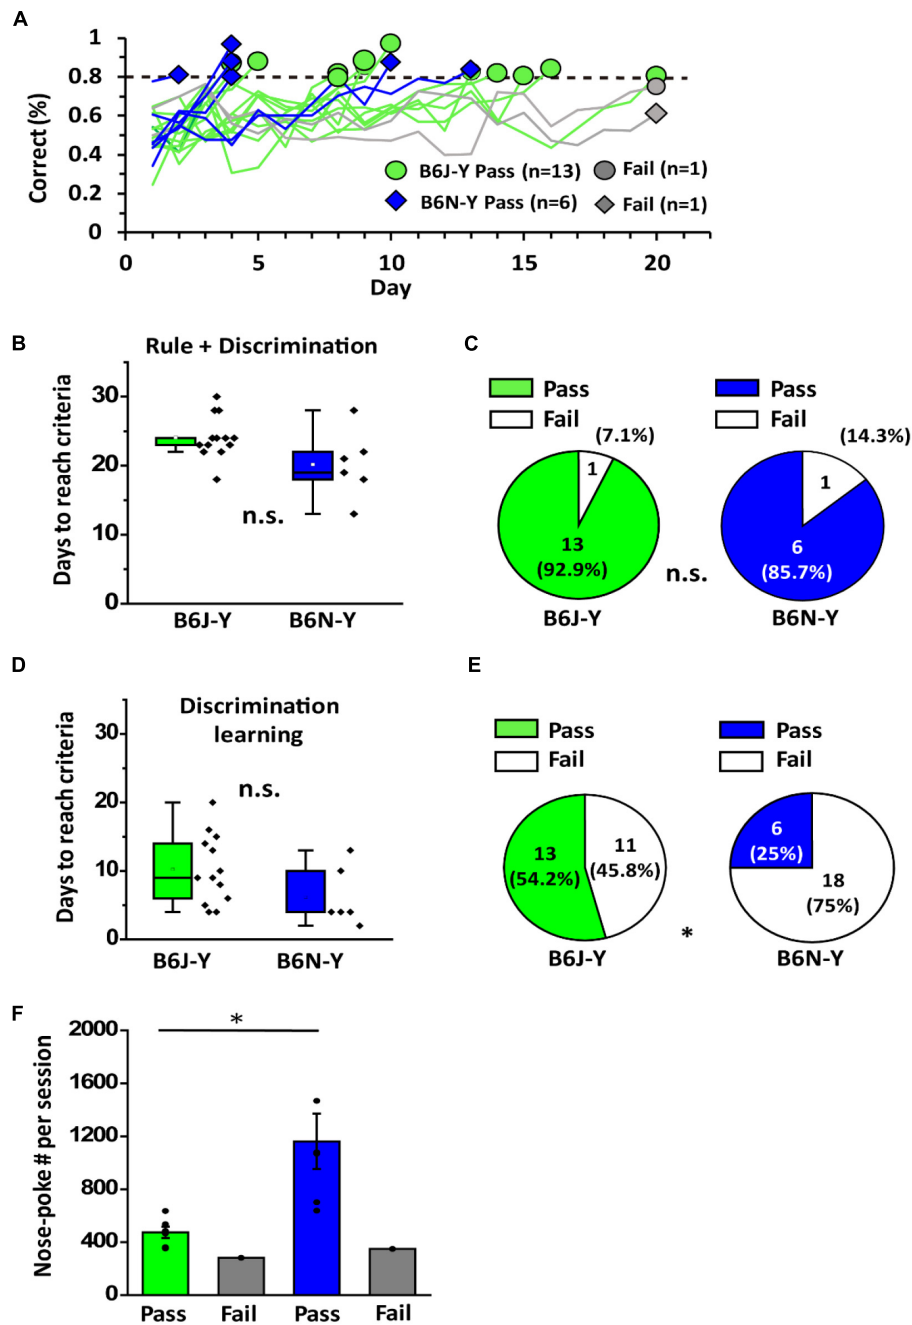 A
Correct (%)
1
0.8
0.6
0.4
0.2
0
0 5 10 15 20
Day
B6J-Y Pass (n=13) Fail (n=1)
B6N-Y Pass (n=6) Fail (n=1)
B
Rule + Discrimination
Days to reach criteria
30
20
10
0
n.s.
B6J-Y B6N-Y
C
Pass
Fail
(7.1%)
1
13
(92.9%)
B6J-Y
n.s.
Pass
Fail
(14.3%)
1
6
(85.7%)
B6N-Y
D
Discrimination
learning
Days to reach criteria
30
20
10
0
n.s.
B6J-Y B6N-Y
E
Pass
Fail
13
(54.2%)
11
(45.8%)
B6J-Y
*
Pass
Fail
6
(25%)
18
(75%)
B6N-Y
F
Nose-poke # per session
2000
1600
1200
800
400
0
*
Pass Fail Pass Fail